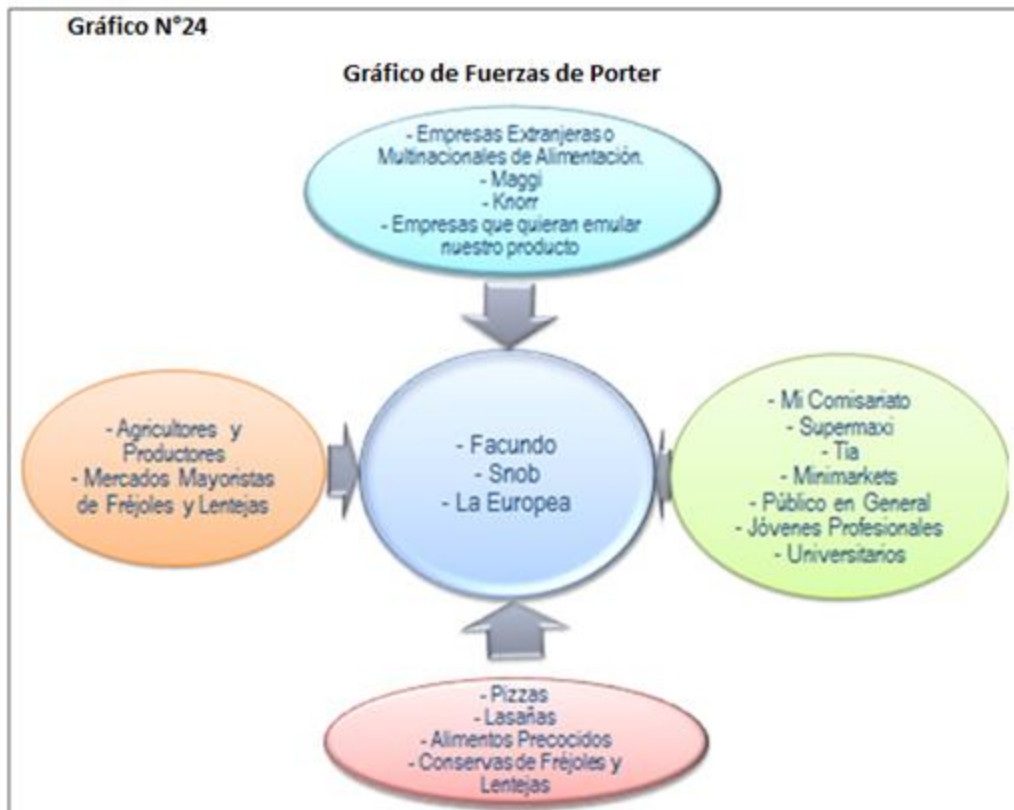 Gráfico N°24
Gráfico de Fuerzas de Porter
- Empresas Extranjeras o
Multinacionales de Alimentación.
- Maggi
- Knorr
- Empresas que quieran emular
nuestro producto
- Agricultores y
Productores
- Mercados Mayoristas
de Fréjoles y Lentejas
- Facundo
- Snob
- La Europea
- Mi Comisariato
- Supermaxi
- Tia
- Minimarkets
- Público en General
- Jóvenes Profesionales
- Universitarios
- Pizzas
- Lasañas
- Alimentos Precocidos
- Conservas de Fréjoles y
Lentejas